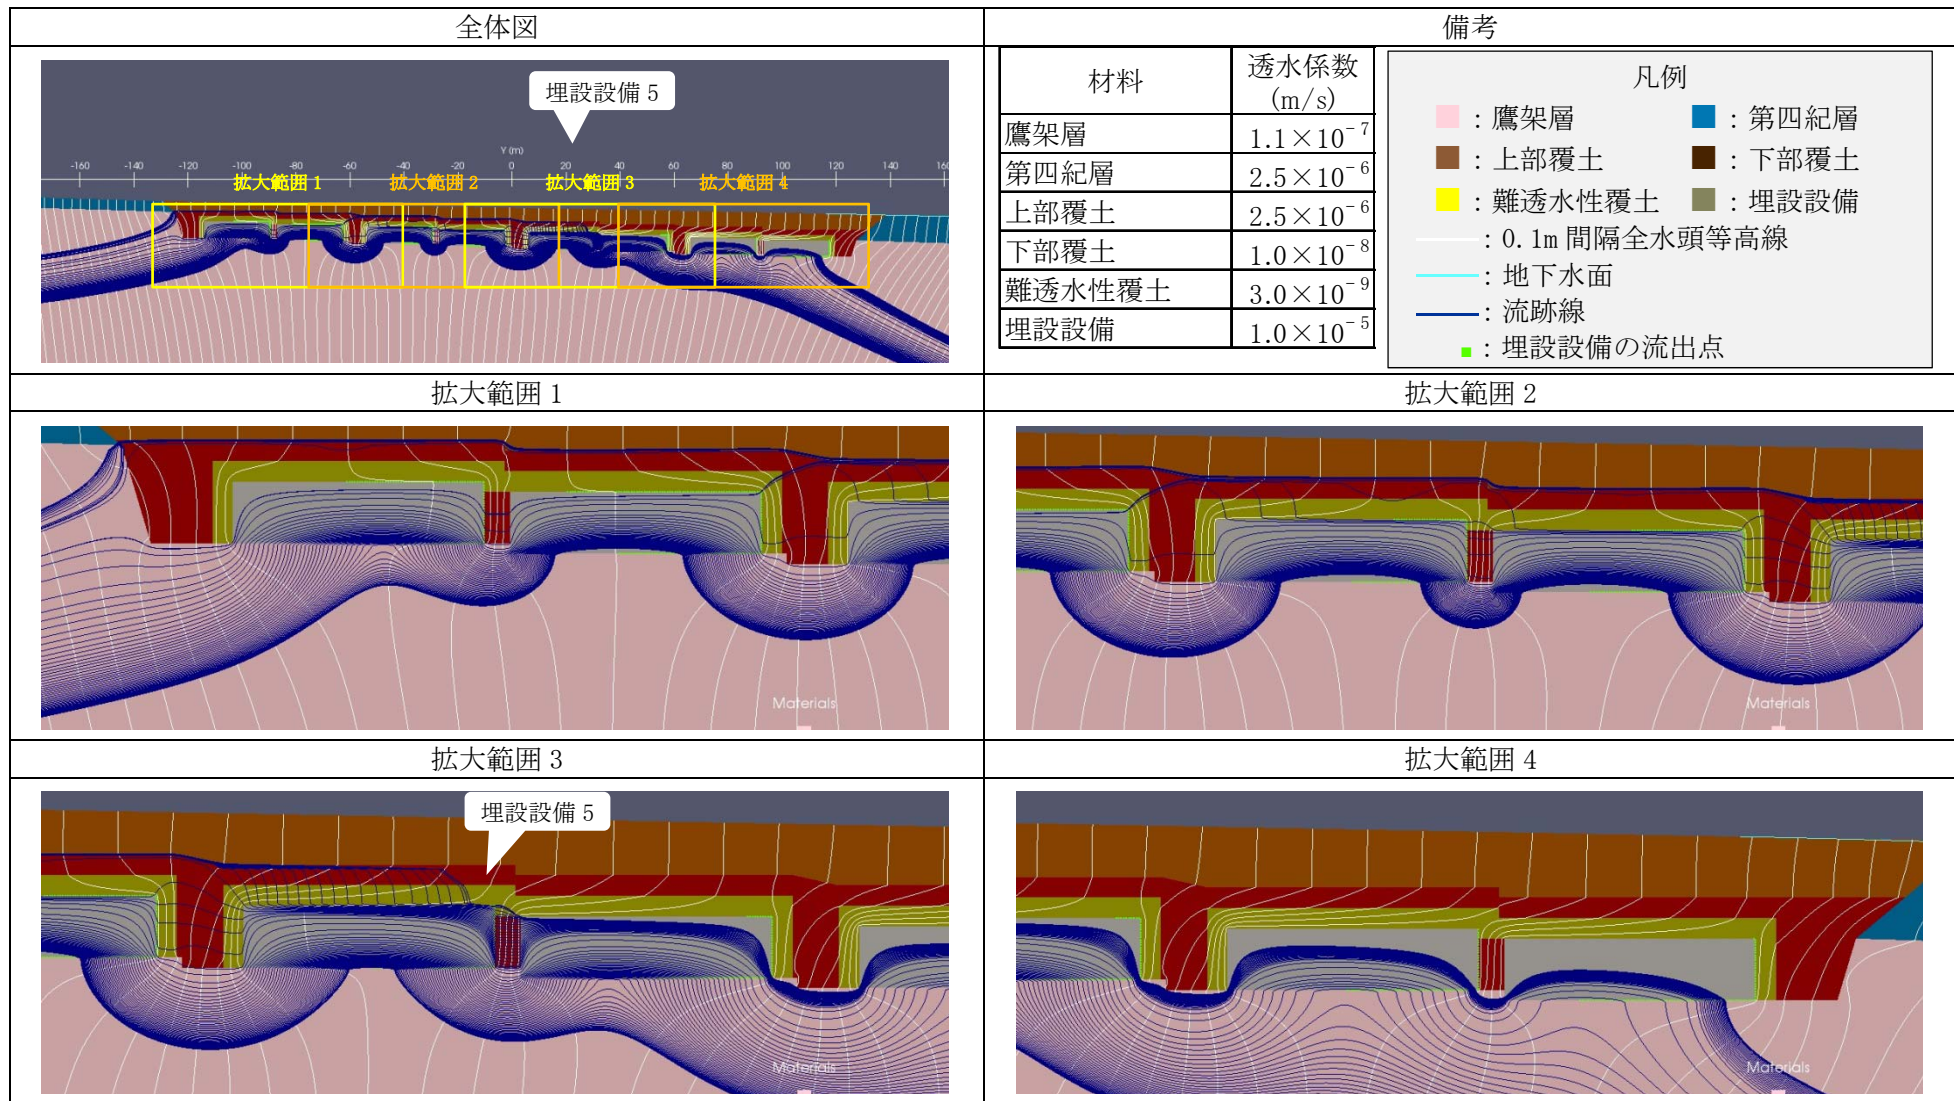 全体図
備考
埋設設備 5
Y (m)
-160 -140 -120 -100 -80 -60 -40 -20 0 20 40 60 80 100 120 140 160
拡大範囲 1 拡大範囲 2 拡大範囲 3 拡大範囲 4
材料 透水係数
(m/s)
鷹架層 1.1×10⁻⁷
第四紀層 2.5×10⁻⁶
上部覆土 2.5×10⁻⁶
下部覆土 1.0×10⁻⁸
難透水性覆土 3.0×10⁻⁹
埋設設備 1.0×10⁻⁵
凡例
：鷹架層 ：第四紀層
：上部覆土 ：下部覆土
：難透水性覆土 ：埋設設備
：0.1m 間隔全水頭等高線
：地下水面
：流跡線
：埋設設備の流出点
拡大範囲 1
拡大範囲 2
Materials
Materials
拡大範囲 3
拡大範囲 4
埋設設備 5
Materials
Materials